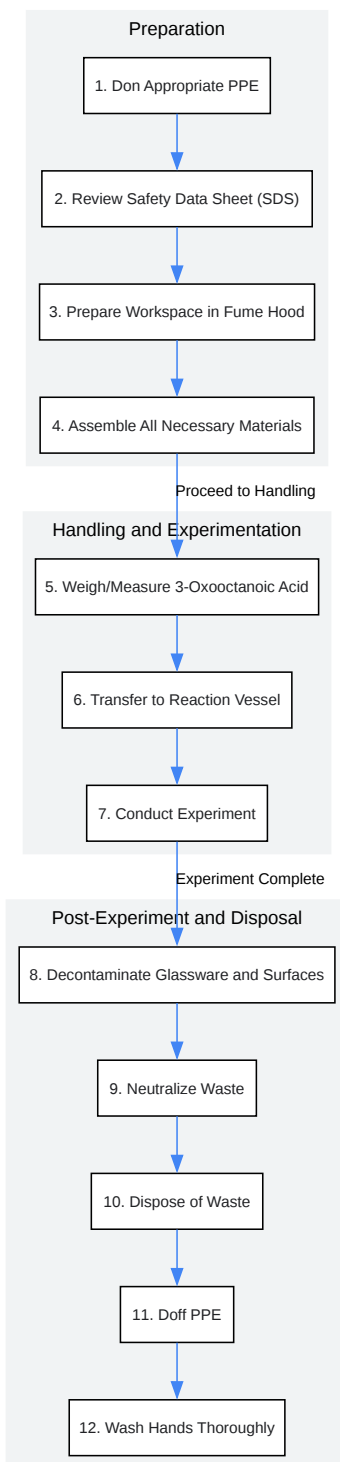 Preparation
1. Don Appropriate PPE
2. Review Safety Data Sheet (SDS)
3. Prepare Workspace in Fume Hood
4. Assemble All Necessary Materials
Proceed to Handling
Handling and Experimentation
5. Weigh/Measure 3-Oxooctanoic Acid
6. Transfer to Reaction Vessel
7. Conduct Experiment
Experiment Complete
Post-Experiment and Disposal
8. Decontaminate Glassware and Surfaces
9. Neutralize Waste
10. Dispose of Waste
11. Doff PPE
12. Wash Hands Thoroughly